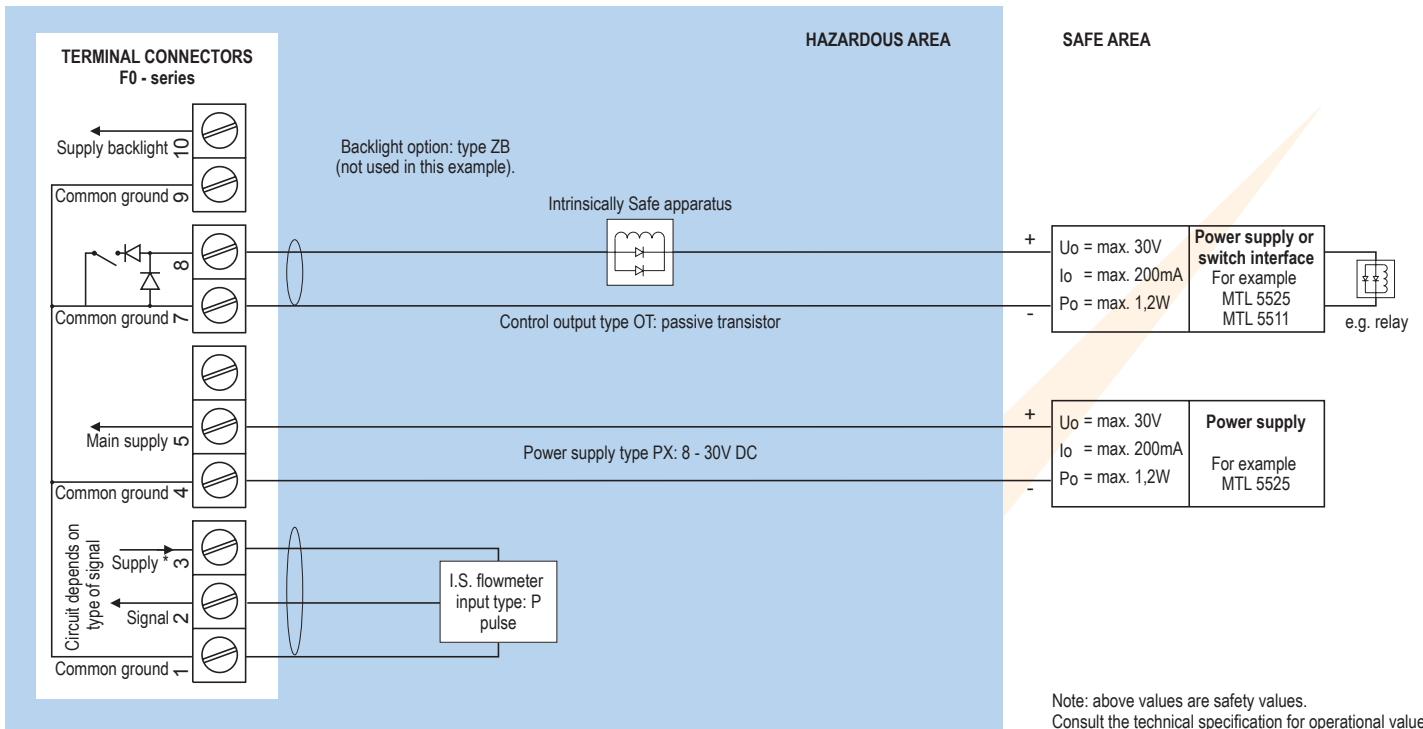 HAZARDOUS AREA
SAFE AREA
TERMINAL CONNECTORS
F0 - series
Supply backlight
10
Common ground
9
Backlight option: type ZB
(not used in this example).
Intrinsically Safe apparatus
8
Common ground
7
Control output type OT: passive transistor
+
-
Uo = max. 30V
Io = max. 200mA
Po = max. 1,2W
Power supply or
switch interface
For example
MTL 5525
MTL 5511
e.g. relay
Main supply
5
Common ground
4
Power supply type PX: 8 - 30V DC
+
-
Uo = max. 30V
Io = max. 200mA
Po = max. 1,2W
Power supply
For example
MTL 5525
Circuit depends on
type of signal
Supply *
3
Signal
2
Common ground
1
I.S. flowmeter
input type: P
pulse
Note: above values are safety values.
Consult the technical specification for operational value